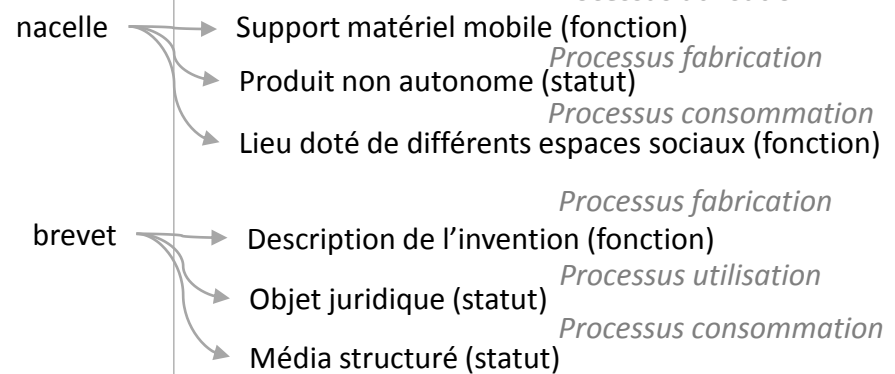 nacelle Support matériel mobile (fonction)
Processus fabrication
Produit non autonome (statut)
Processus consommation
Lieu doté de différents espaces sociaux (fonction)
Processus fabrication
brevet Description de l'invention (fonction)
Processus utilisation
Objet juridique (statut)
Processus consommation
Média structuré (statut)